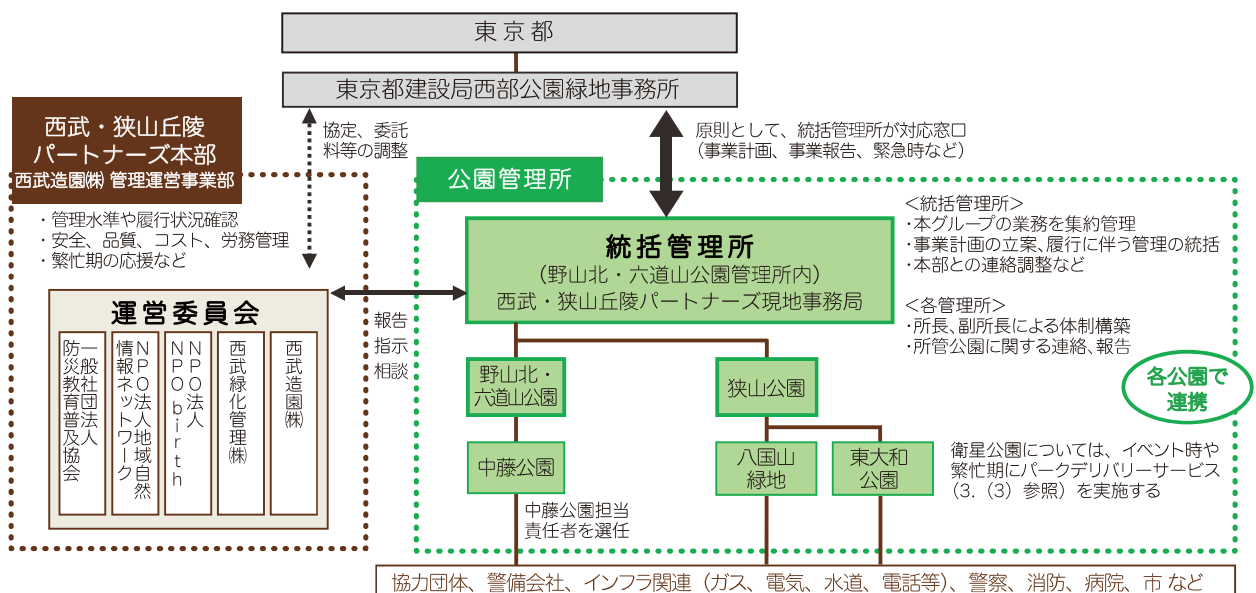 東京都
東京都建設局西部公園緑地事務所
西武・狭山丘陵
パートナーズ本部
西武造園㈱ 管理運営事業部
・管理水準や履行状況確認
・安全、品質、コスト、労務管理
・繁忙期の応援など
協定、委託
料等の調整
原則として、統括管理所が対応窓口
（事業計画、事業報告、緊急時など）
公園管理所
統括管理所
（野山北・六道山公園管理所内）
西武・狭山丘陵パートナーズ現地事務局
＜統括管理所＞
・本グループの業務を集約管理
・事業計画の立案、履行に伴う管理の統括
・本部との連絡調整など
＜各管理所＞
・所長、副所長による体制構築
・所管公園に関する連絡、報告
各公園で
連携
運営委員会
一般社団法人
防災教育普及協会
NPO法人地域自然
情報ネットワーク
NPO法人
NPO birth
西武緑化管理㈱
西武造園㈱
報告
指示
相談
野山北・
六道山公園
狭山公園
中藤公園
八国山
緑地
東大和
公園
中藤公園担当
責任者を選任
衛星公園については、イベント時や
繁忙期にパークデリバリーサービス
（3.（3）参照）を実施する
協力団体、警備会社、インフラ関連（ガス、電気、水道、電話等）、警察、消防、病院、市 など